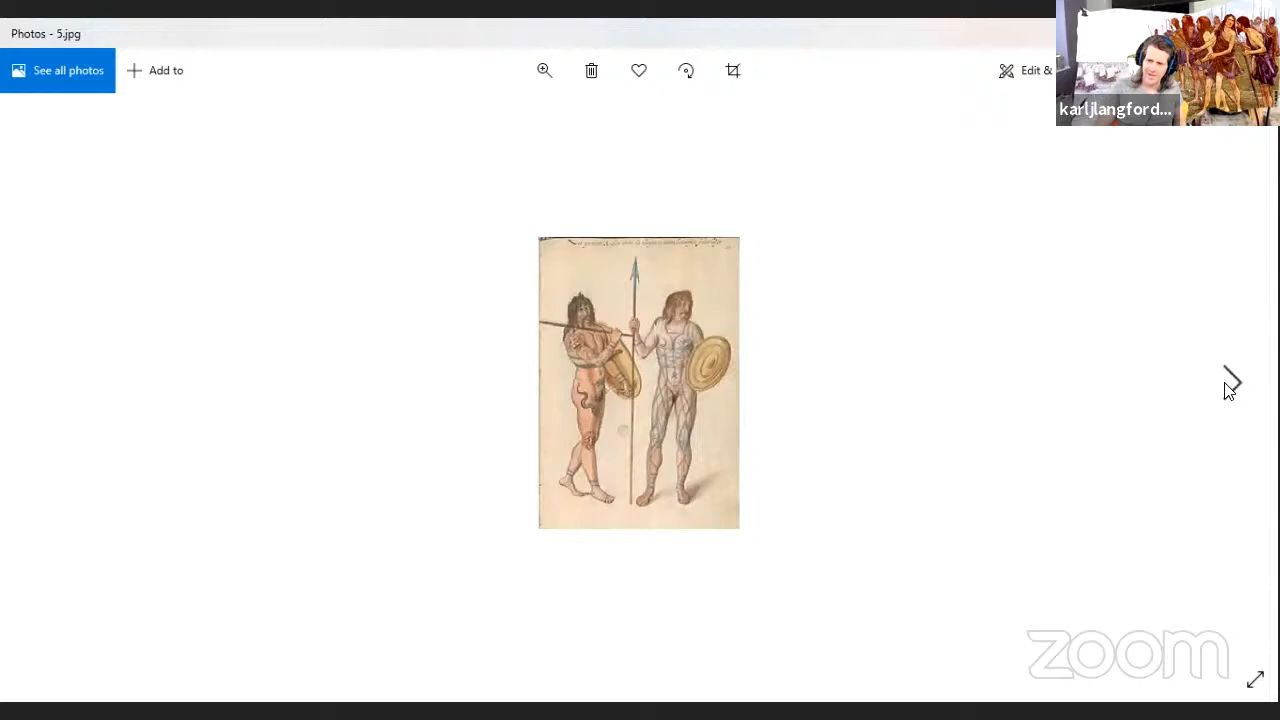 Photos - 5.jpg
See all photos
Add to
Edit &
karljlangford...
zoom